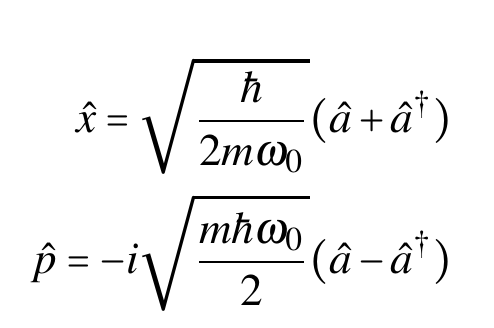 x̂ = √(ħ / 2mω₀) (â + â†)
p̂ = −i√(mħω₀ / 2) (â − â†)